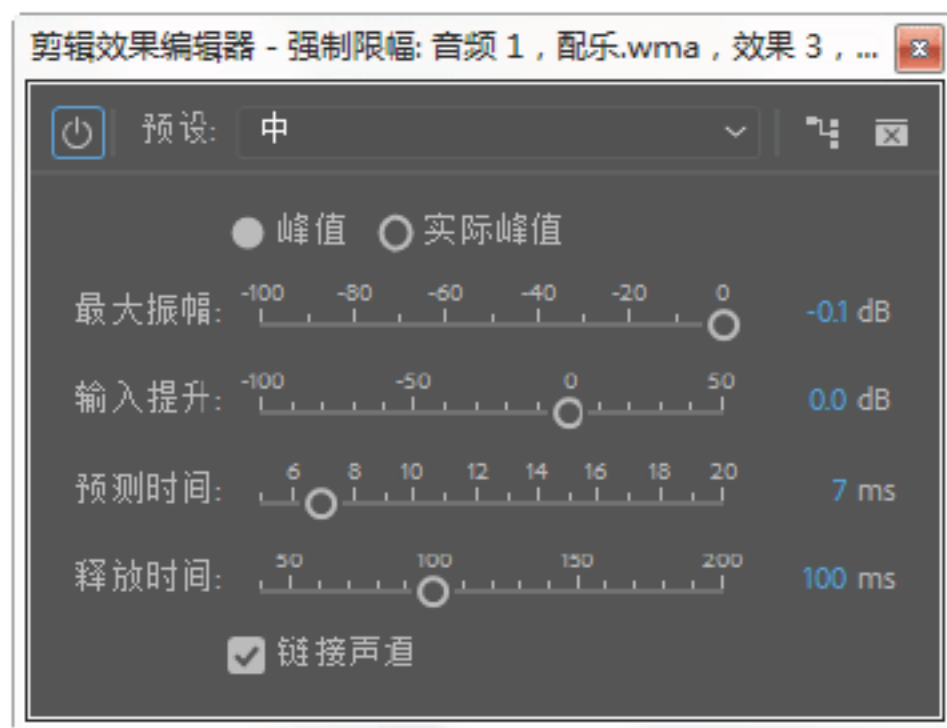 剪辑效果编辑器 - 强制限幅: 音频 1，配乐.wma，效果 3，...
预设: 中
峰值 实际峰值
-100 -80 -60 -40 -20 0
最大振幅: -0.1 dB
-100 -50 0 50
输入提升: 0.0 dB
6 8 10 12 14 16 18 20
预测时间: 7 ms
50 100 150 200
释放时间: 100 ms
链接声道